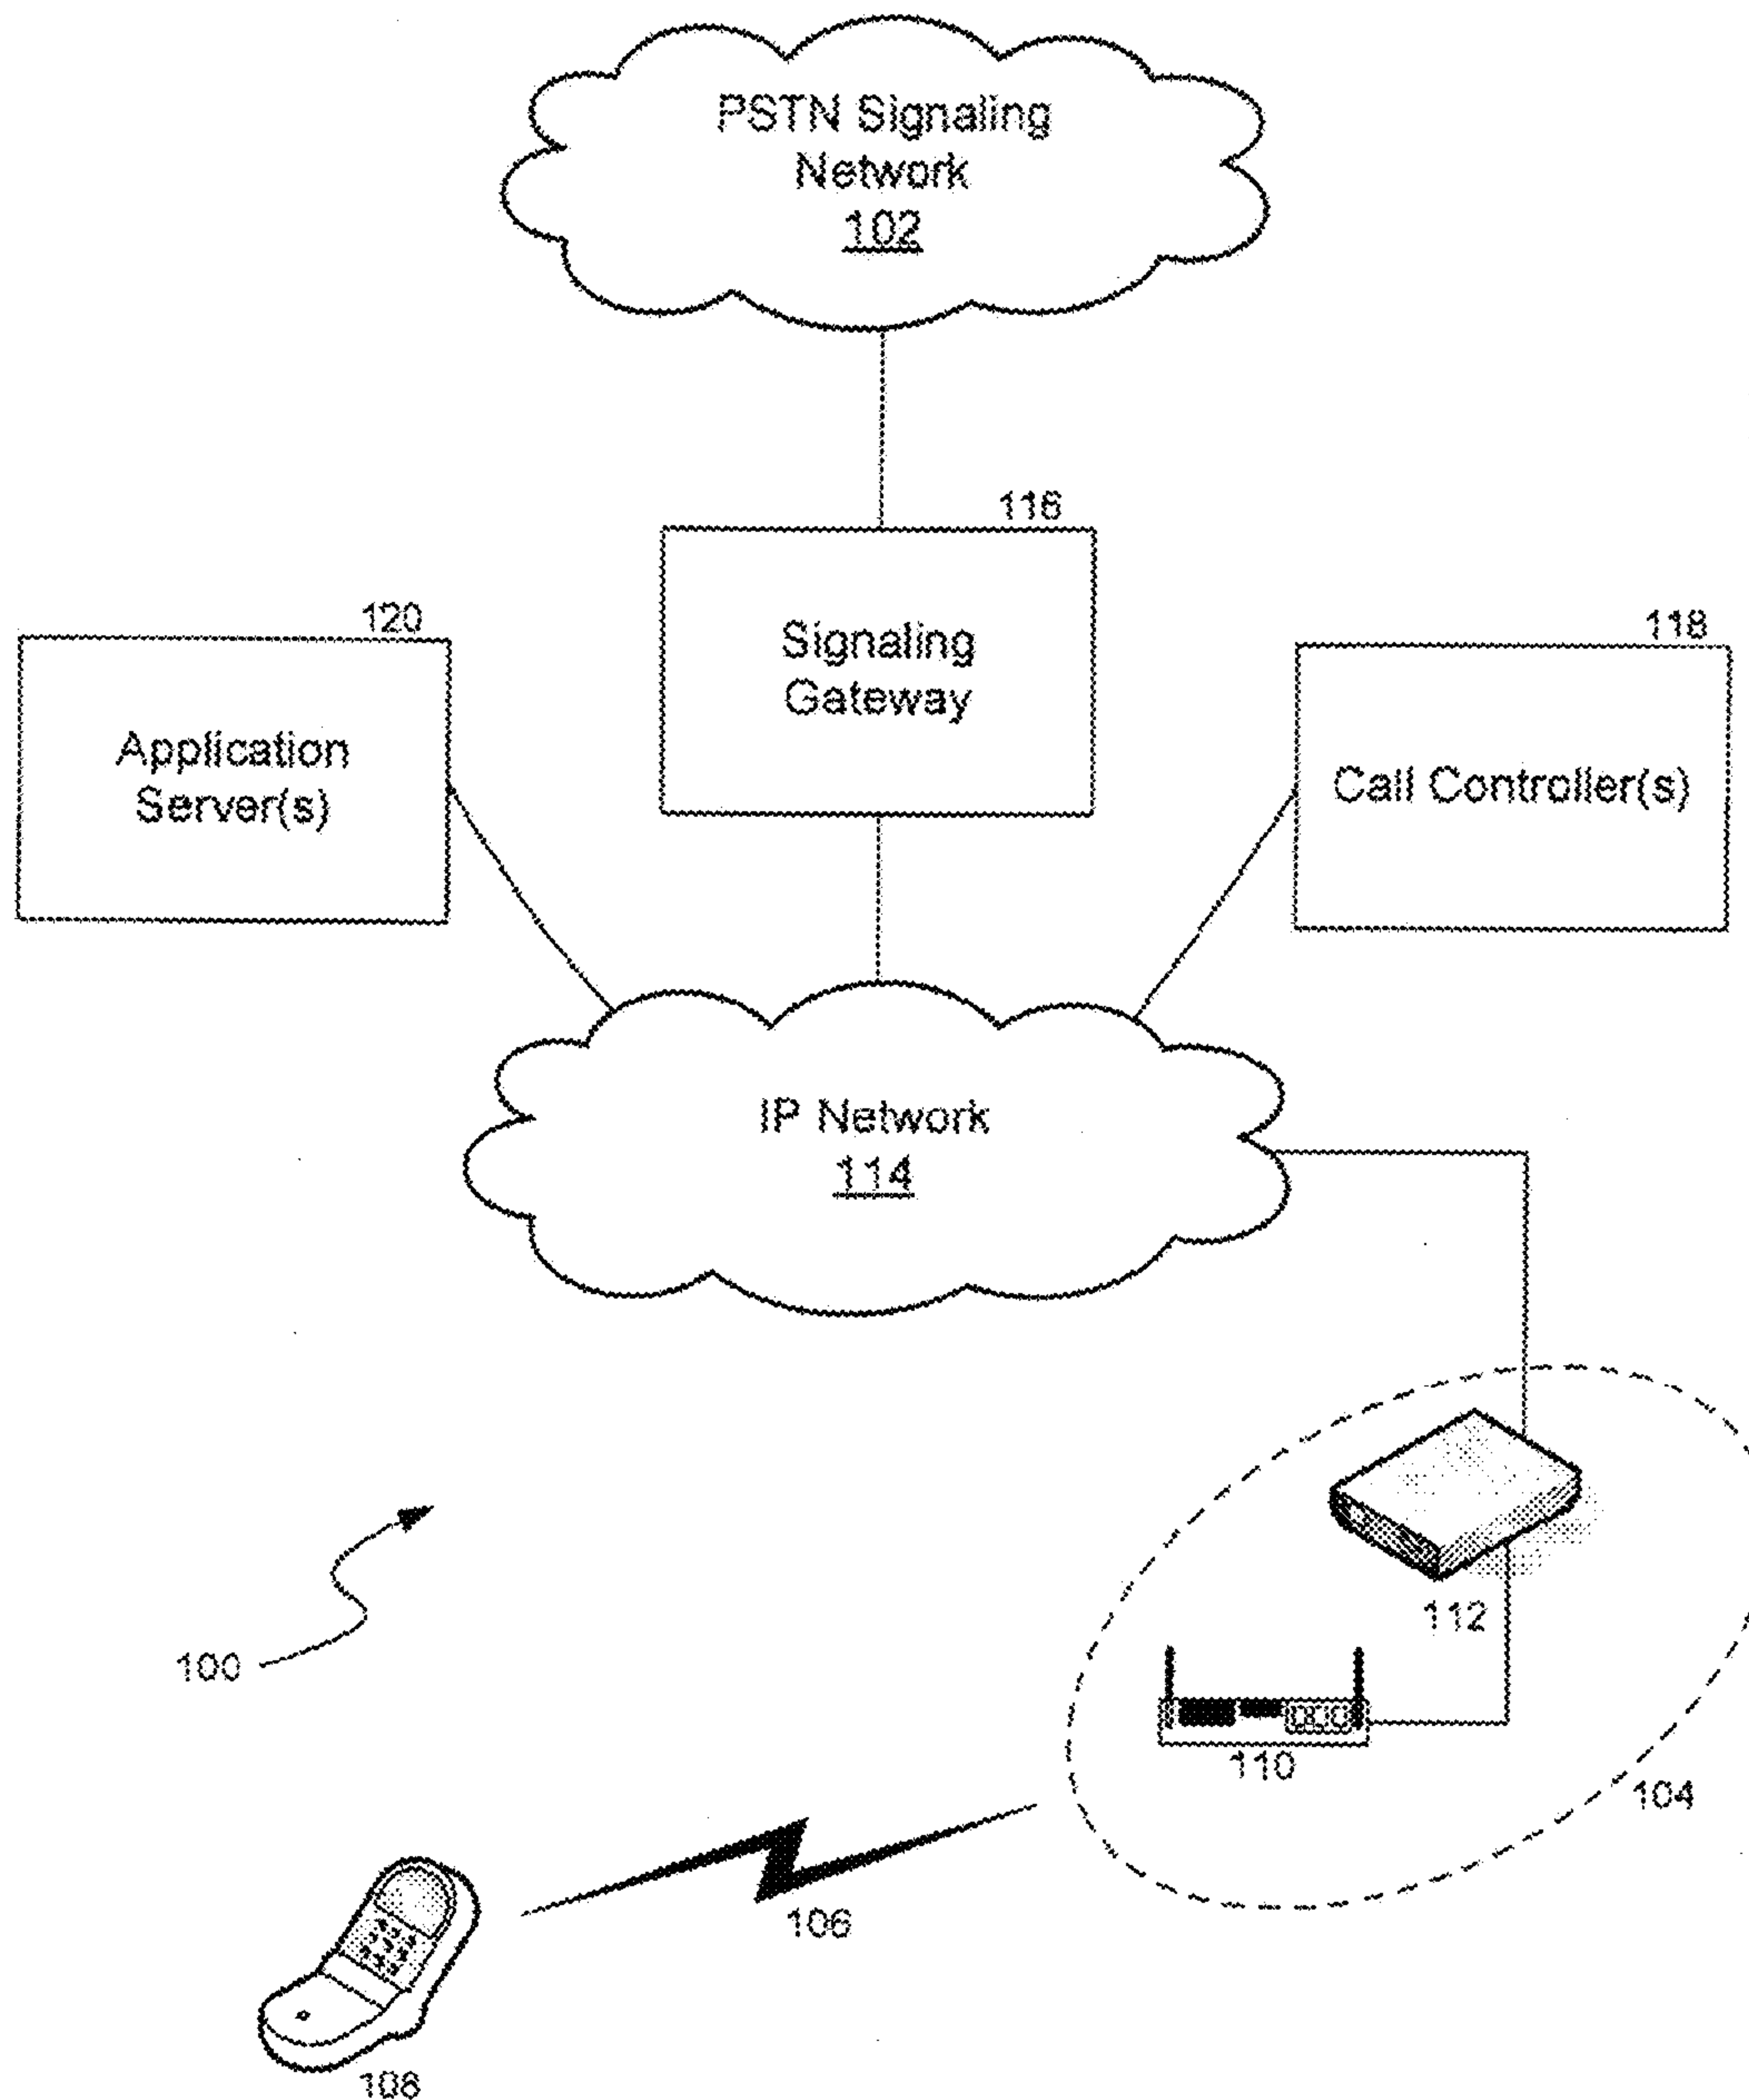 PSTN Signaling
Network
102
116
Signaling
Gateway
120
Application
Server(s)
118
Call Controller(s)
IP Network
114
112
100
110
104
106
108